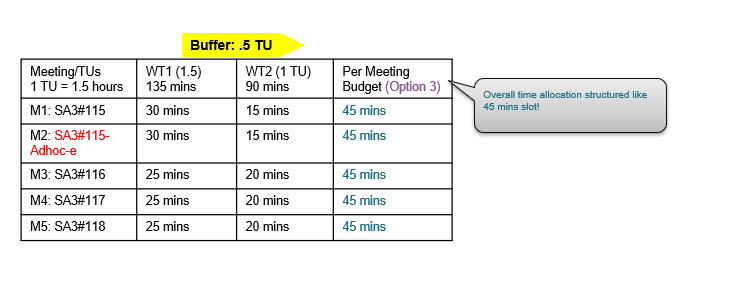 Buffer: .5 TU
Meeting/TUs
1 TU = 1.5 hours
WT1 (1.5)
135 mins
WT2 (1 TU)
90 mins
Per Meeting
Budget (Option 3)
M1: SA3#115
30 mins
15 mins
45 mins
M2: SA3#115-
Adhoc-e
30 mins
15 mins
45 mins
M3: SA3#116
25 mins
20 mins
45 mins
M4: SA3#117
25 mins
20 mins
45 mins
M5: SA3#118
25 mins
20 mins
45 mins
Overall time allocation structured like
45 mins slot!